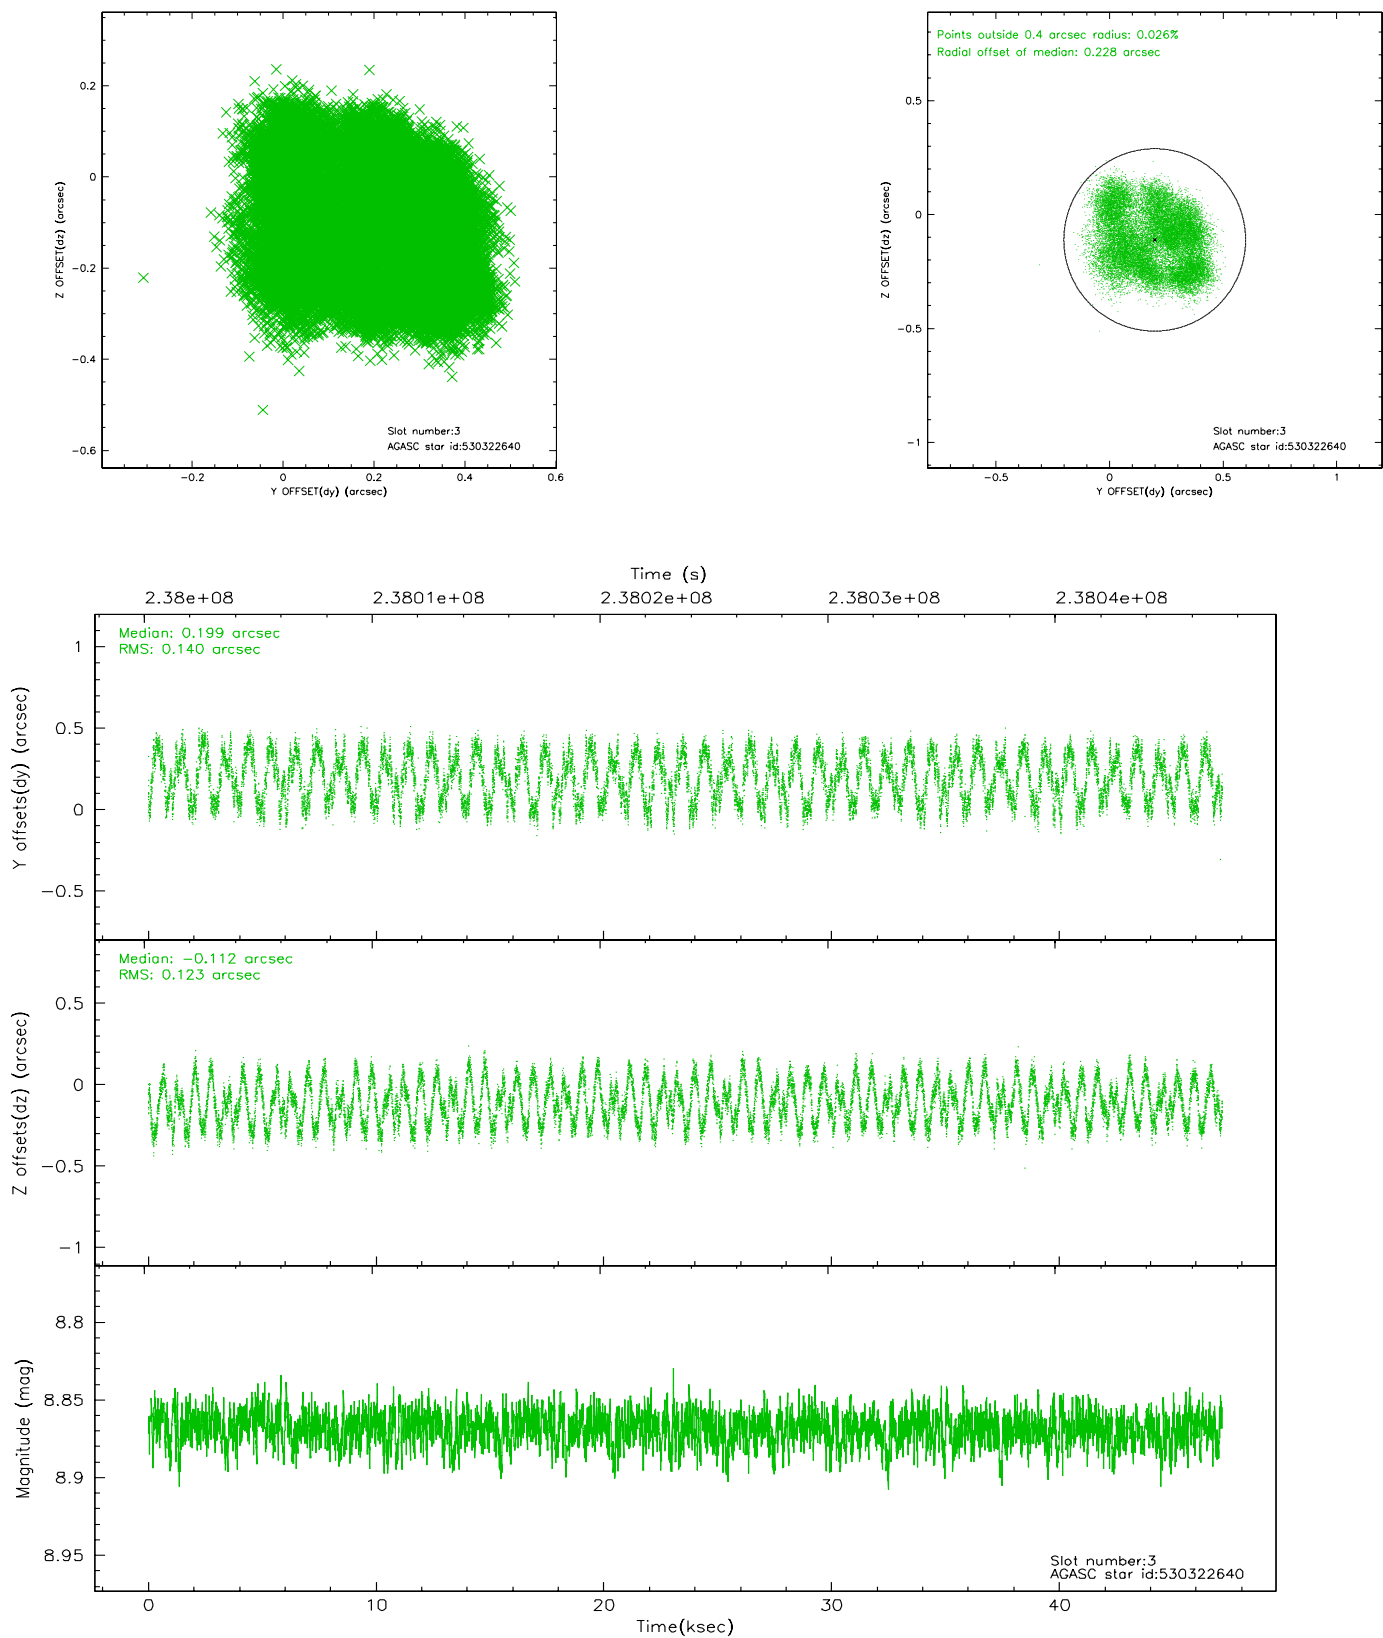 0.2
0
−0.2
−0.4
−0.6
Z OFFSET(dz) (arcsec)
Slot number:3
AGASC star id:530322640
−0.2 0 0.2 0.4 0.6
Y OFFSET(dy) (arcsec)
Points outside 0.4 arcsec radius: 0.026%
Radial offset of median: 0.228 arcsec
0.5
0
−0.5
−1
Z OFFSET(dz) (arcsec)
Slot number:3
AGASC star id:530322640
−0.5 0 0.5 1
Y OFFSET(dy) (arcsec)
Time (s)
2.38e+08 2.3801e+08 2.3802e+08 2.3803e+08 2.3804e+08
Median: 0.199 arcsec
RMS: 0.140 arcsec
1
0.5
0
−0.5
Y offsets(dy) (arcsec)
Median: −0.112 arcsec
RMS: 0.123 arcsec
0.5
0
−0.5
−1
Z offsets(dz) (arcsec)
8.8
8.85
8.9
8.95
Magnitude (mag)
Slot number:3
AGASC star id:530322640
0 10 20 30 40
Time(ksec)